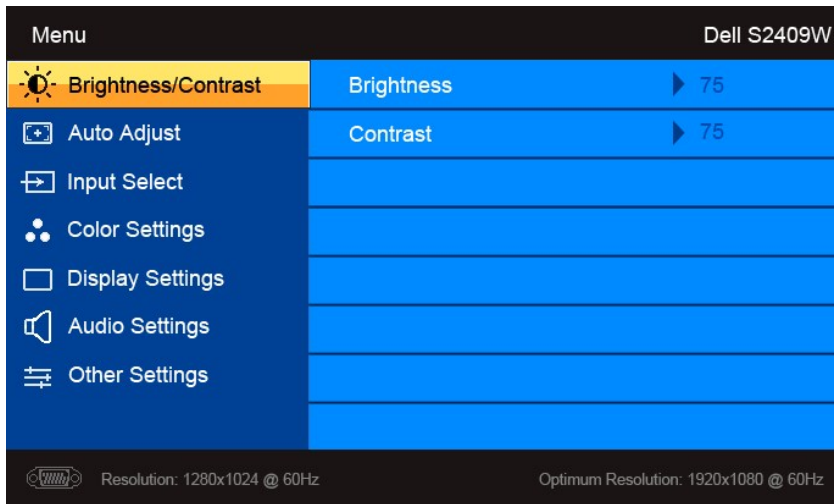 Menu
Dell S2409W
Brightness/Contrast
Brightness 75
Contrast 75
Auto Adjust
Input Select
Color Settings
Display Settings
Audio Settings
Other Settings
Resolution: 1280x1024 @ 60Hz
Optimum Resolution: 1920x1080 @ 60Hz